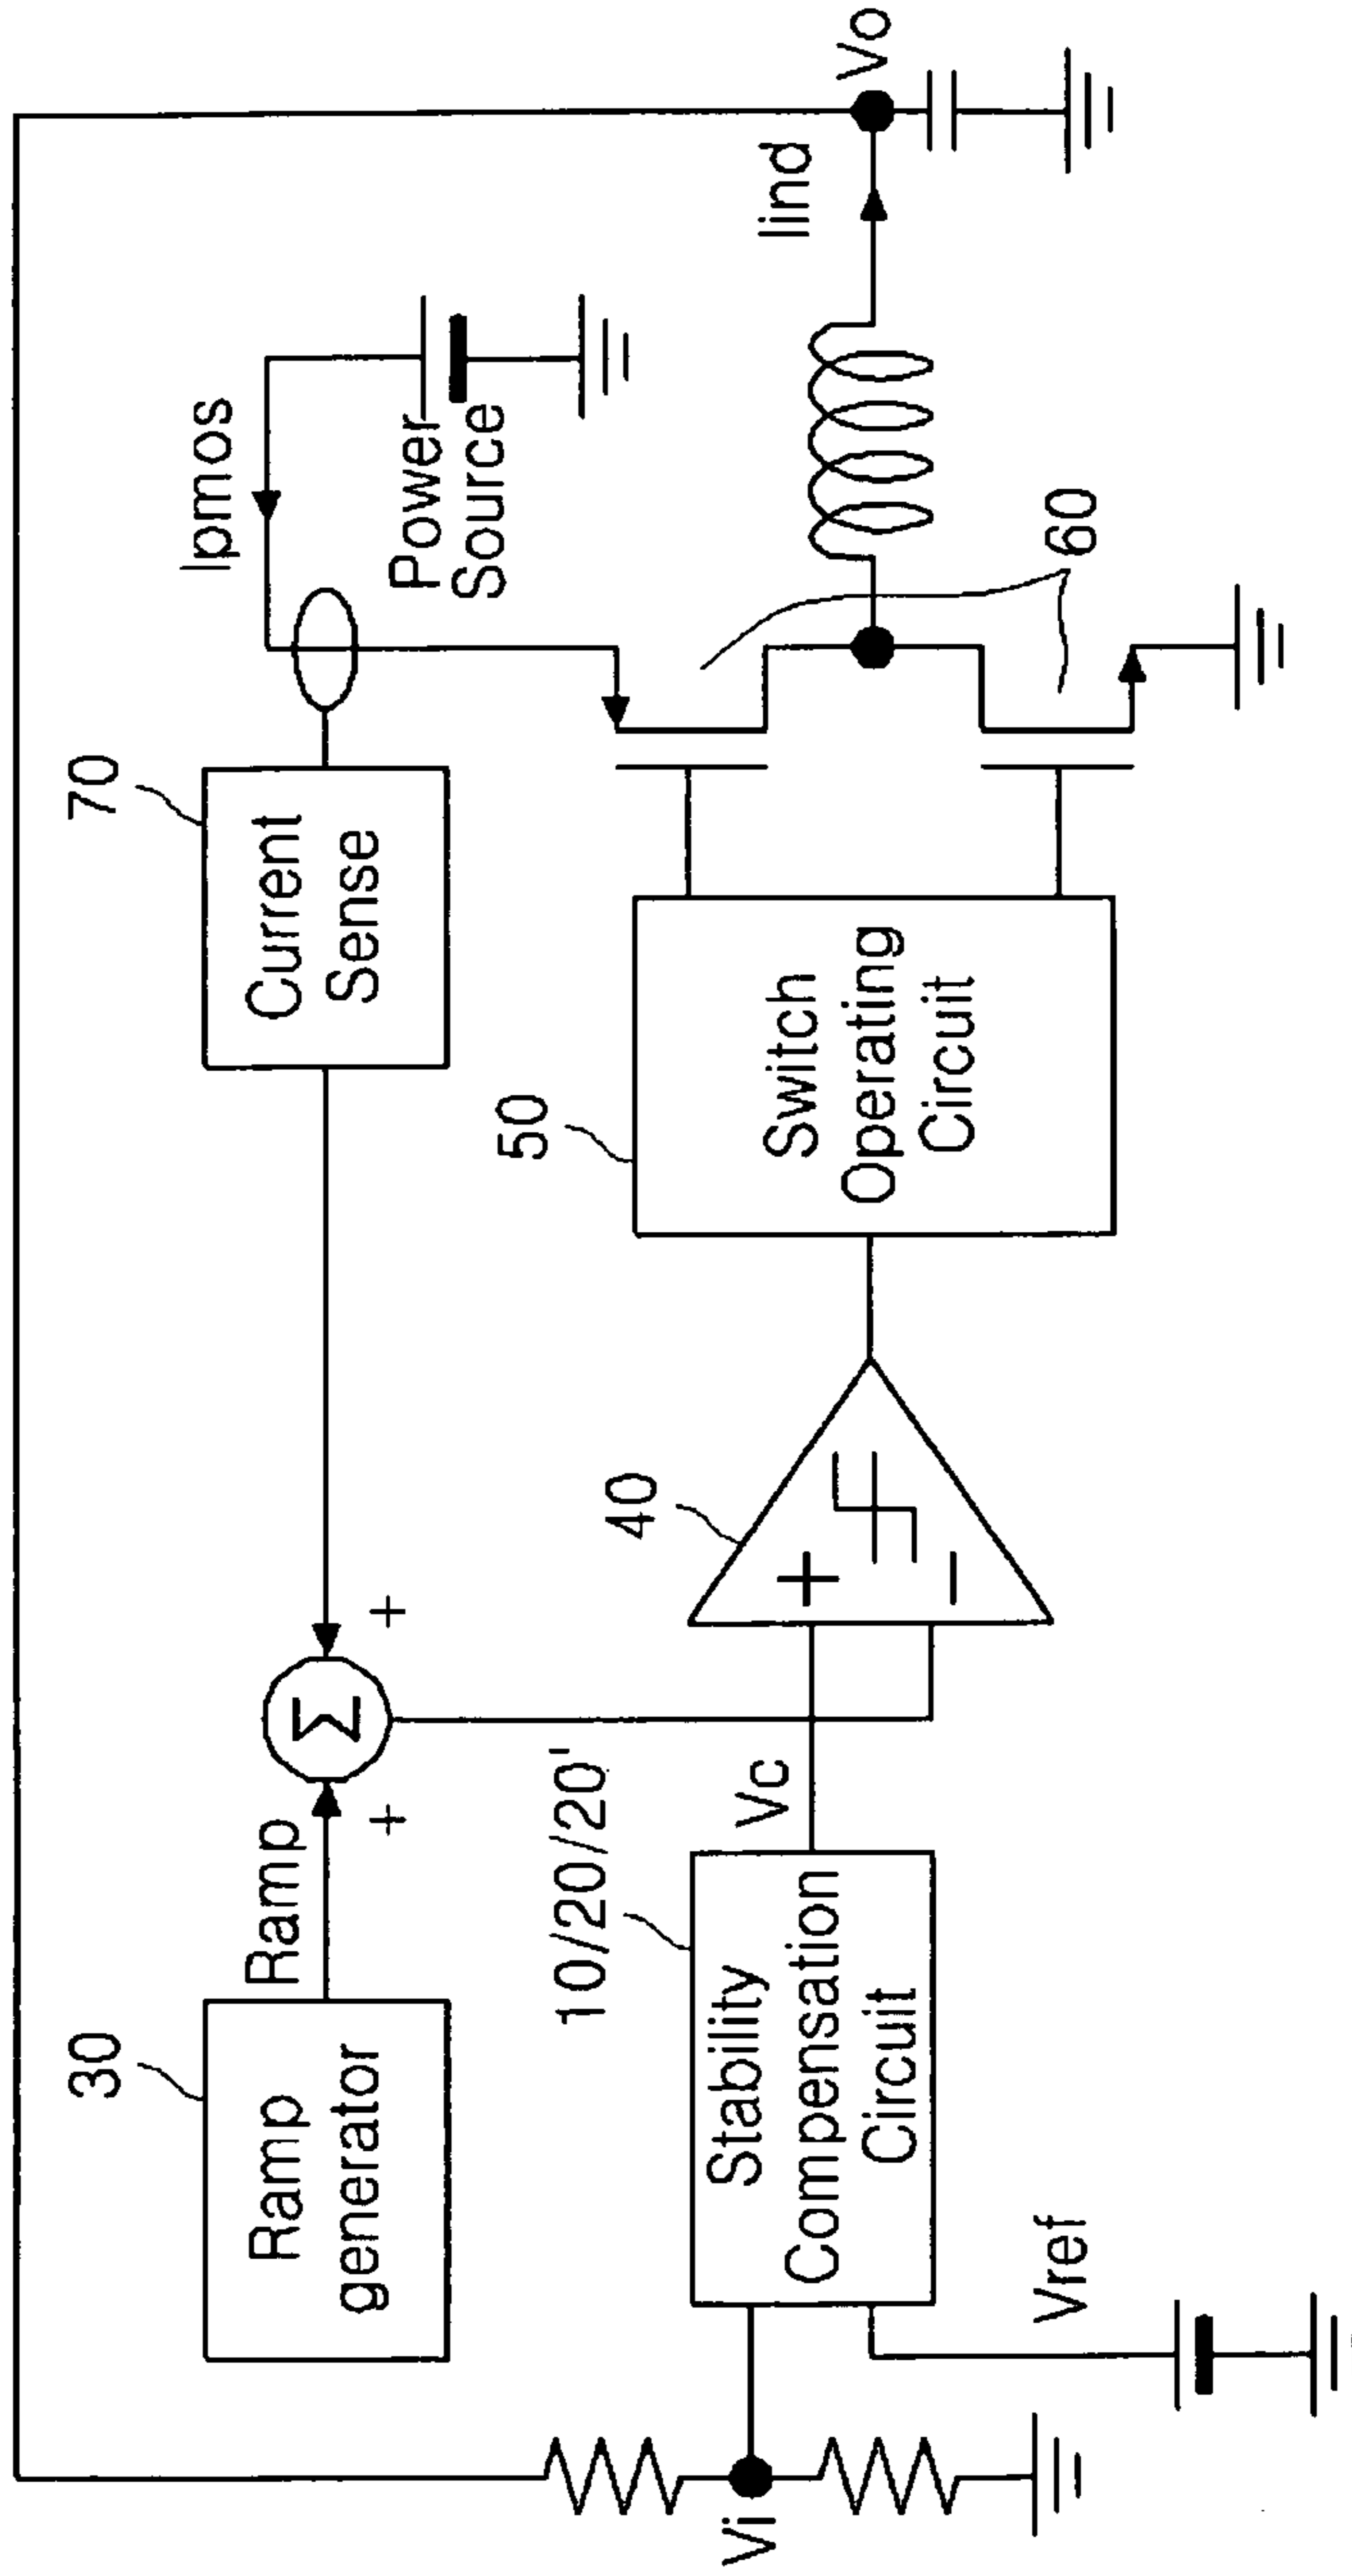 70
Current
Sense
Ipmos
Power
Source
30
Ramp
generator
Ramp
+
Σ
+
50
Switch
Operating
Circuit
Iind
Vo
60
40
+
−
10/20/20'
Stability
Compensation
Circuit
Vc
Vi
Vref